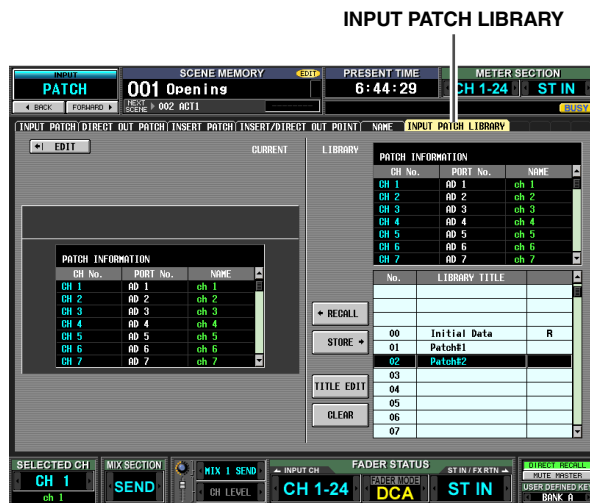 INPUT PATCH LIBRARY
INPUT
PATCH
BACK
FORWARD
SCENE MEMORY
EDIT
001 Opening
NEXT SCENE
002 ACT1
PRESENT TIME
6:44:29
METER SECTION
CH 1-24
ST IN
BUSY
INPUT PATCH
DIRECT OUT PATCH
INSERT PATCH
INSERT/DIRECT OUT POINT
NAME
INPUT PATCH LIBRARY
EDIT
CURRENT
LIBRARY
PATCH INFORMATION
CH No. PORT No. NAME
CH 1 AD 1 ch 1
CH 2 AD 2 ch 2
CH 3 AD 3 ch 3
CH 4 AD 4 ch 4
CH 5 AD 5 ch 5
CH 6 AD 6 ch 6
CH 7 AD 7 ch 7
PATCH INFORMATION
CH No. PORT No. NAME
CH 1 AD 1 ch 1
CH 2 AD 2 ch 2
CH 3 AD 3 ch 3
CH 4 AD 4 ch 4
CH 5 AD 5 ch 5
CH 6 AD 6 ch 6
CH 7 AD 7 ch 7
RECALL
STORE
TITLE EDIT
CLEAR
No. LIBRARY TITLE
00 Initial Data R
01 Patch#1
02 Patch#2
03
04
05
06
07
SELECTED CH
CH 1
ch 1
MIX SECTION
SEND
MIX 1 SEND
CH LEVEL
FADER STATUS
INPUT CH
CH 1-24
FADER MODE
DCA
ST IN / FX RTN
ST IN
DIRECT RECALL
MUTE MASTER
USER DEFINED KEY
BANK A